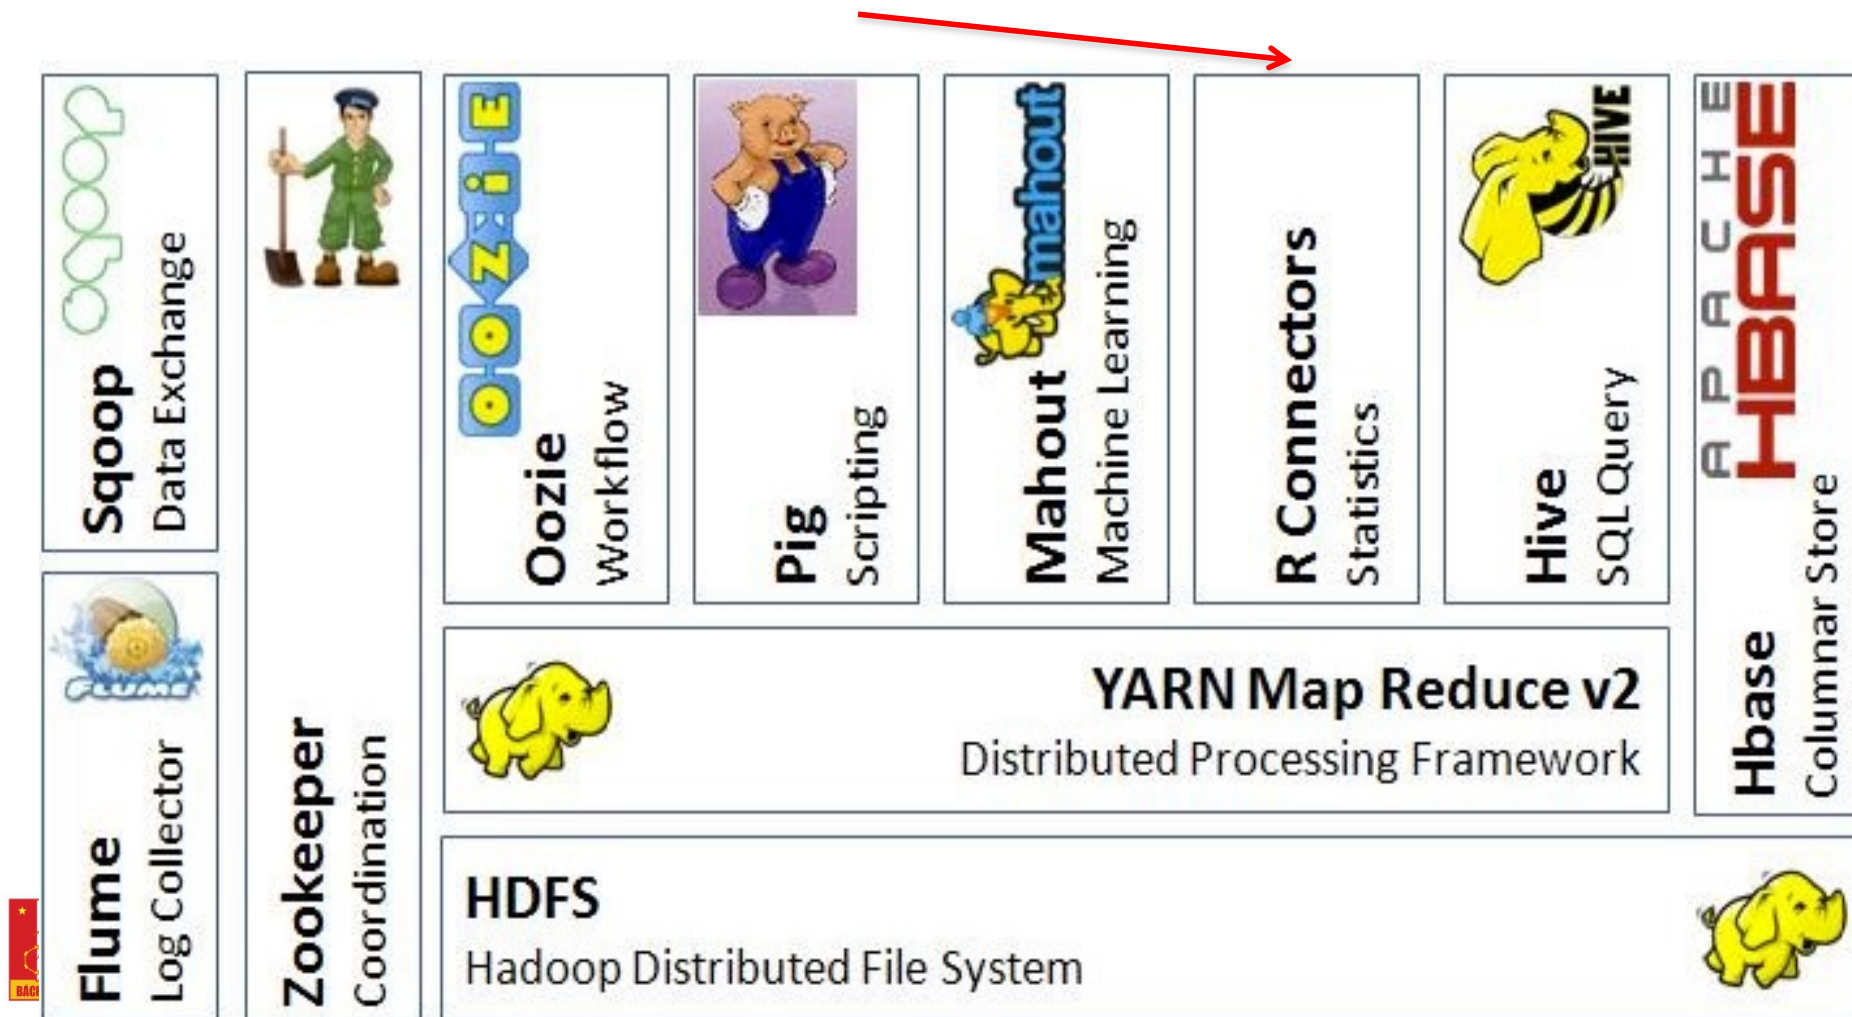 Sqoop
Data Exchange
Flume
Log Collector
FLUME
Zookeeper
Coordination
OOZIE
Oozie
Workflow
Pig
Scripting
mahout
Mahout
Machine Learning
R Connectors
Statistics
HIVE
Hive
SQL Query
APACHE
HBASE
Hbase
Columnar Store
YARN Map Reduce v2
Distributed Processing Framework
HDFS
Hadoop Distributed File System